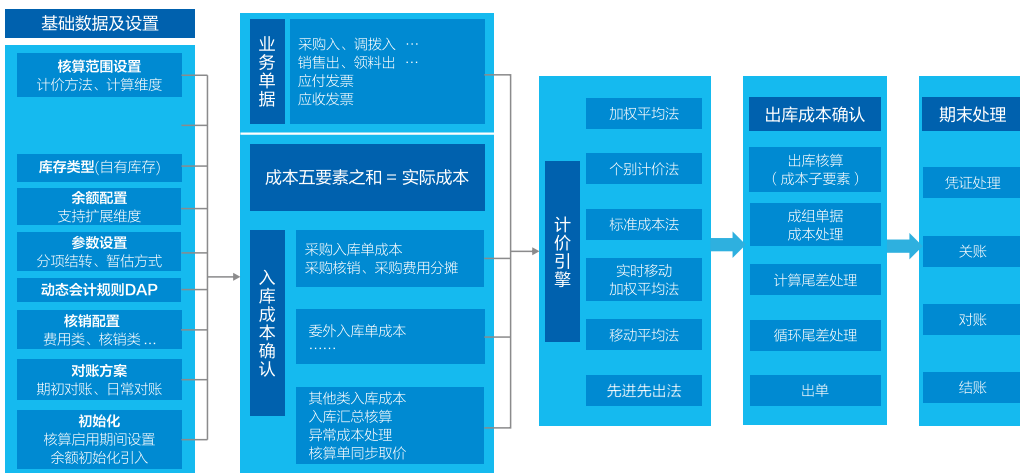 基础数据及设置
核算范围设置
计价方法、计算维度
库存类型(自有库存)
余额配置
支持扩展维度
参数设置
分项结转、暂估方式
动态会计规则DAP
核销配置
费用类、核销类 ...
对账方案
期初对账、日常对账
初始化
核算启用期间设置
余额初始化引入
业务单据
采购入、调拨入 …
销售出、领料出 …
应付发票
应收发票
成本五要素之和 = 实际成本
入库成本确认
采购入库单成本
采购核销、采购费用分摊
委外入库单成本
……
其他类入库成本
入库汇总核算
异常成本处理
核算单同步取价
计价引擎
加权平均法
个别计价法
标准成本法
实时移动
加权平均法
移动平均法
先进先出法
出库成本确认
出库核算
（成本子要素）
成组单据
成本处理
计算尾差处理
循环尾差处理
出单
期末处理
凭证处理
关账
对账
结账